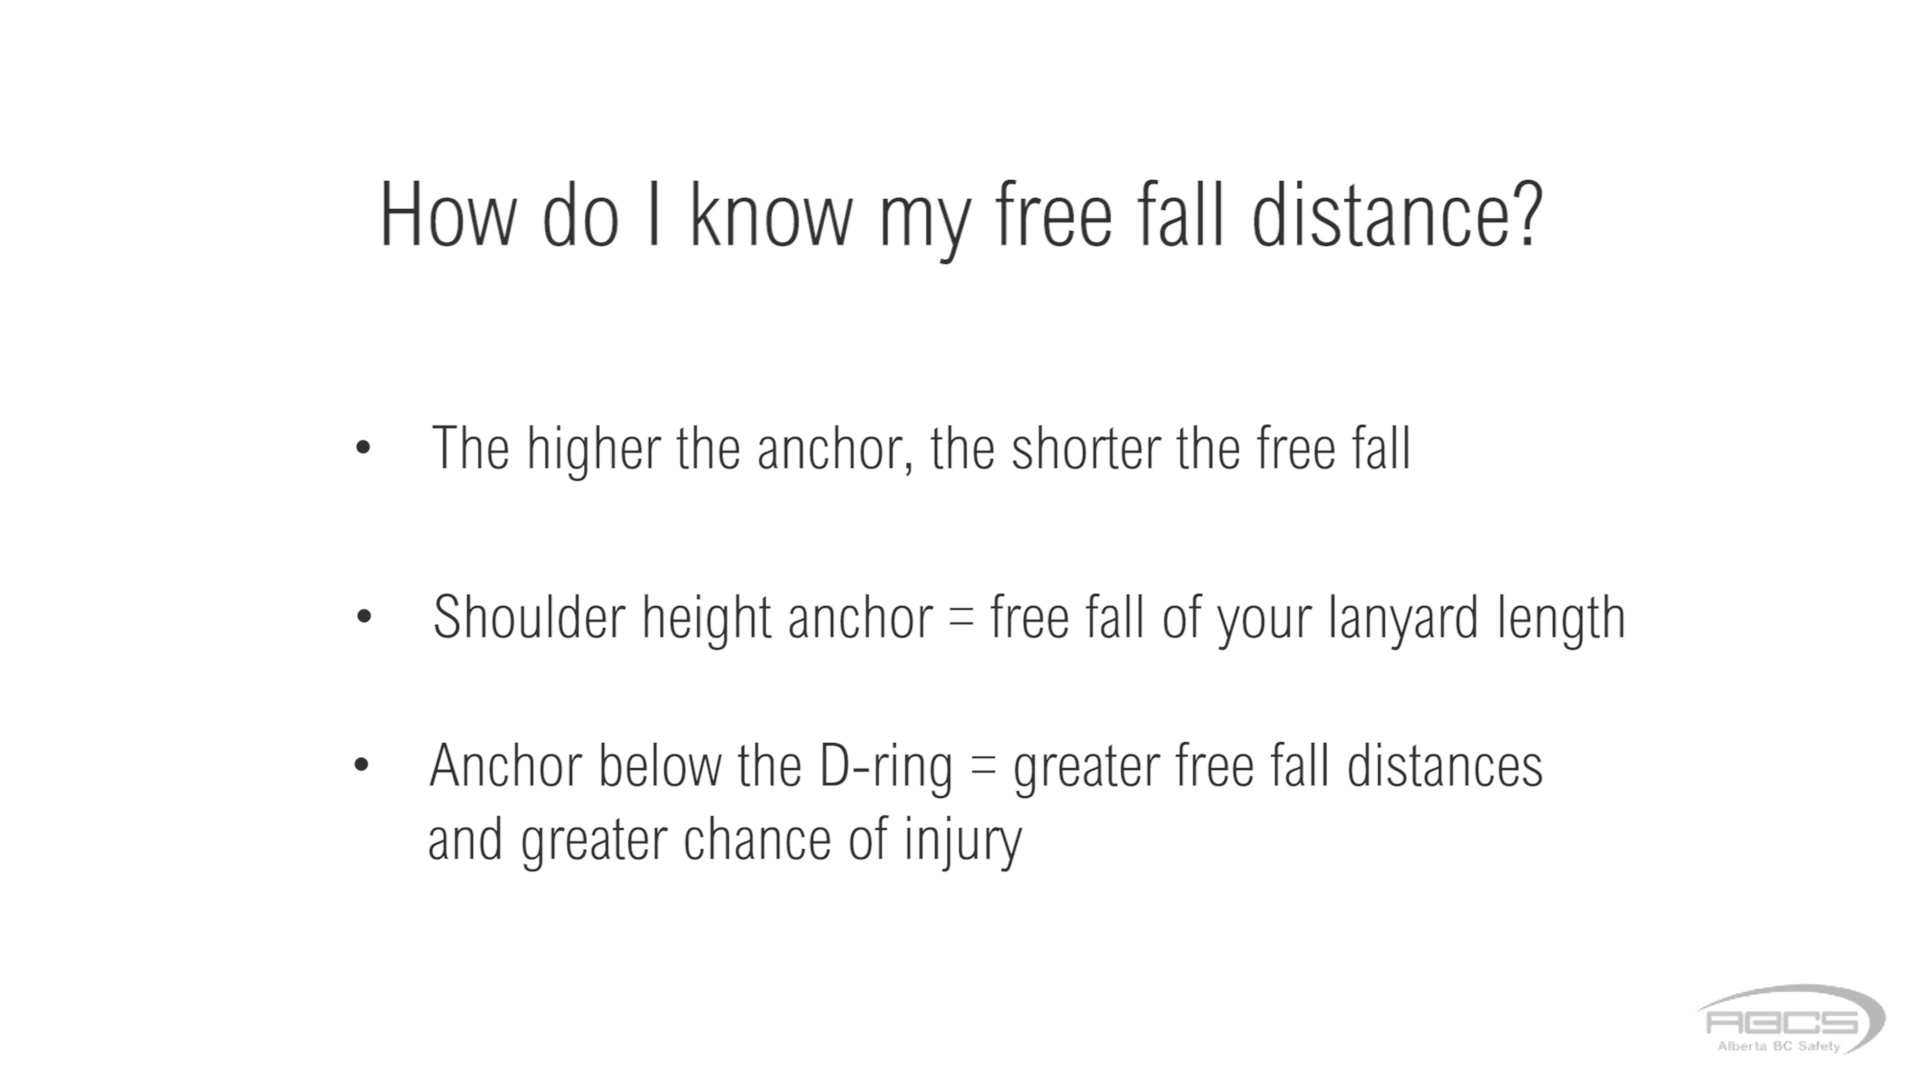 How do I know my free fall distance?
• The higher the anchor, the shorter the free fall
• Shoulder height anchor = free fall of your lanyard length
• Anchor below the D-ring = greater free fall distances
and greater chance of injury
ABCS
Alberta BC Safety